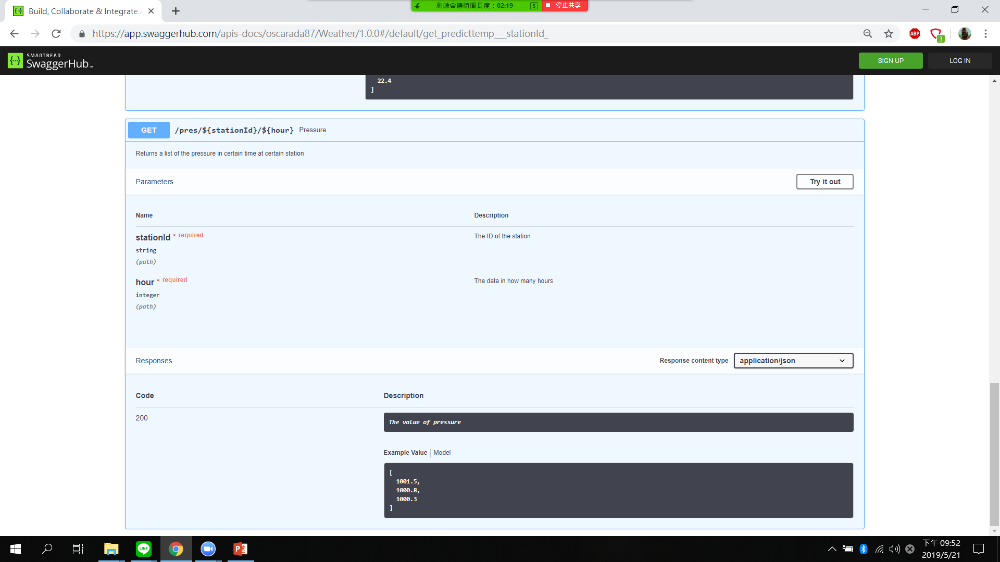 剩餘會議時間長度：02:19
停止共享
Build, Collaborate & Integrate
https://app.swaggerhub.com/apis-docs/oscarada87/Weather/1.0.0#/default/get_predicttemp___stationId_
ABP
3
SMARTBEAR
SwaggerHub
SIGN UP
LOG IN
22.4
]
GET /pres/${stationId}/${hour} Pressure
Returns a list of the pressure in certain time at certain station
Parameters
Try it out
Name Description
stationId * required The ID of the station
string
(path)
hour * required The data in how many hours
integer
(path)
Responses Response content type application/json
Code Description
200 The value of pressure
Example Value Model
[
1001.5,
1000.8,
1000.3
]
LINE
下午 09:52
2019/5/21